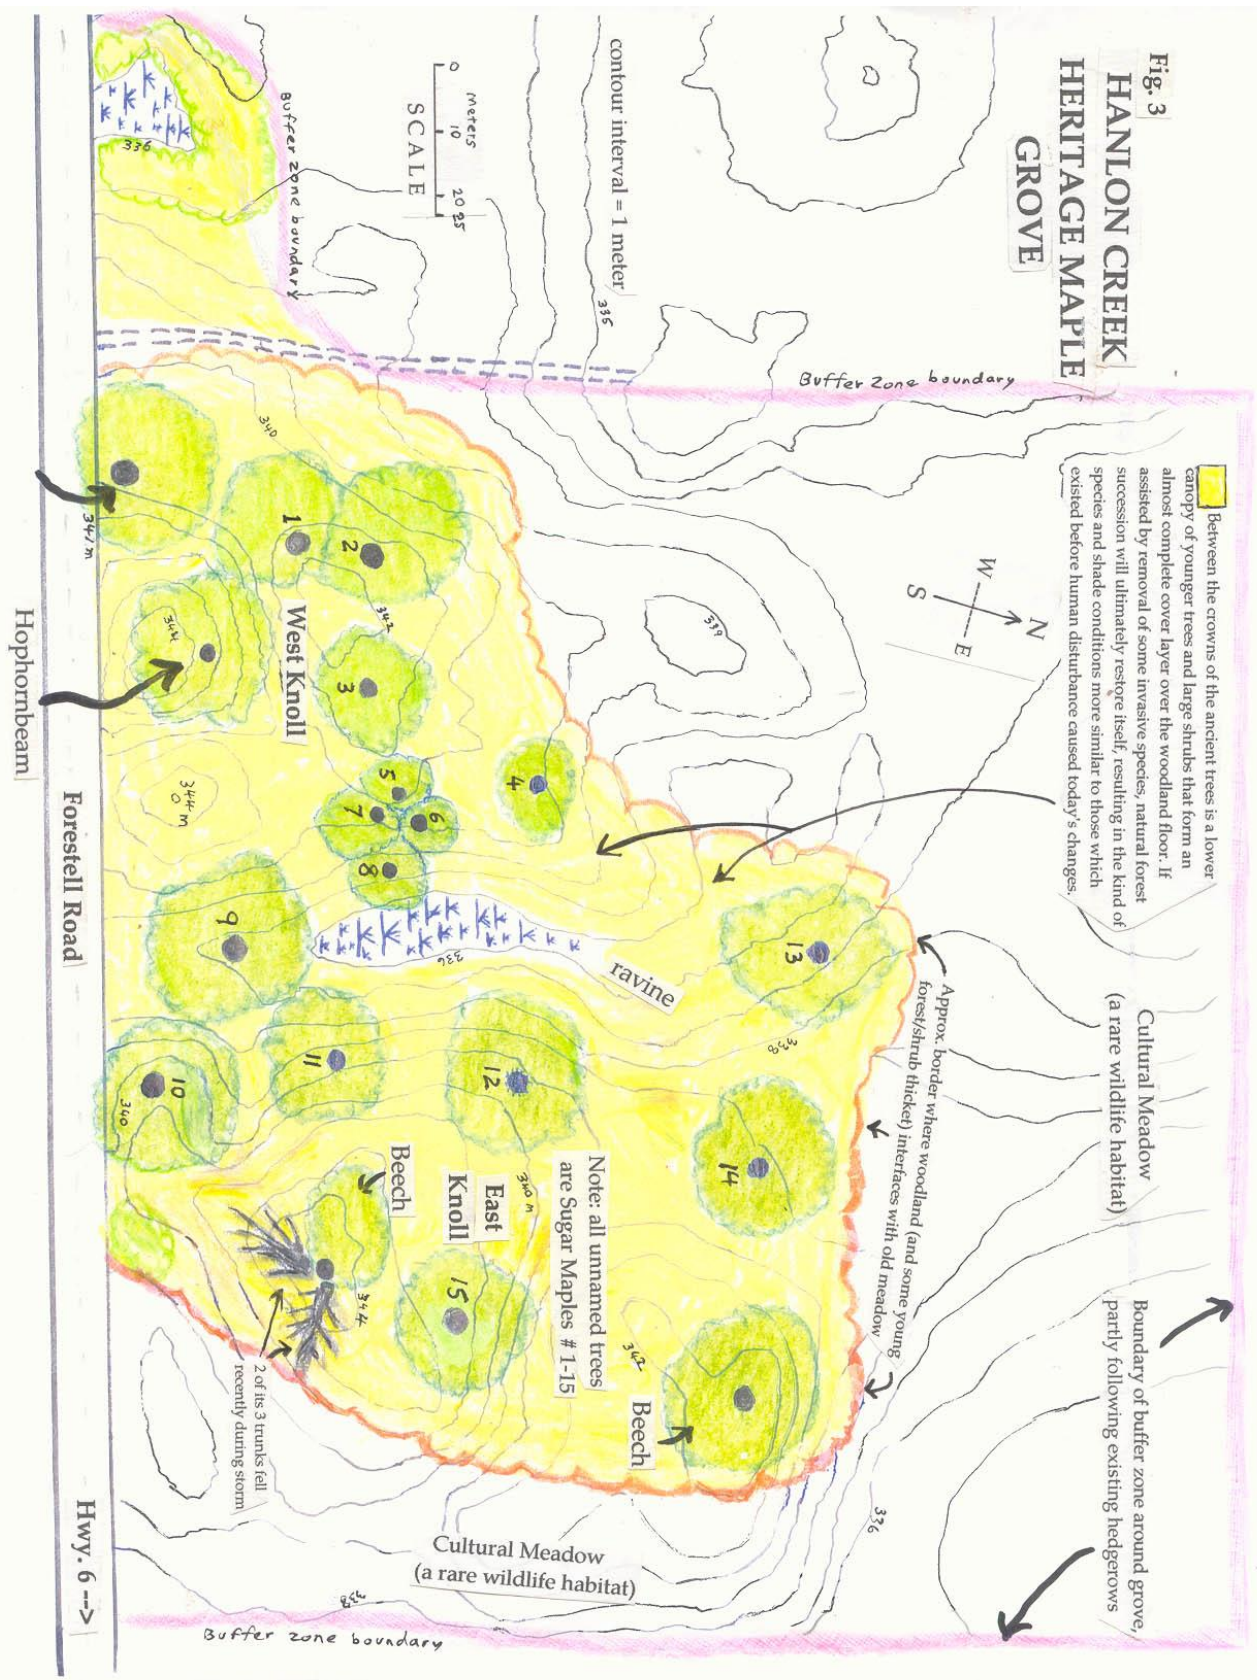 Fig.3
HANLON CREEK
HERITAGE MAPLE
GROVE
Between the crowns of the ancient trees is a lower
canopy of younger trees and large shrubs that form an
almost complete cover layer over the woodland floor. If
assisted by removal of some invasive species, natural forest
succession will ultimately restore itself, resulting in the kind of
species and shade conditions more similar to those which
existed before human disturbance caused today's changes.
Cultural Meadow
(a rare wildlife habitat)
Boundary of buffer zone around grove,
partly following existing hedgerows
Buffer zone boundary
N
W
E
S
Approx. border where woodland (and some young
forest/shrub thicket) interfaces with old meadow
contour interval = 1 meter
335
339
336
338
13
14
ravine
Note: all unnamed trees
are Sugar Maples # 1-15
342
Beech
meters
0 10 20 25
SCALE
4
12
340 m
East
Knoll
15
Cultural Meadow
(a rare wildlife habitat)
338
336
342
2
3
5
6
7
8
11
Beech
344
Buffer zone boundary
340
1
West Knoll
9
10
340
2 of its 3 trunks fell
recently during storm
Buffer zone boundary
336
341 m
344
344 m
0
Forestell Road
Hwy. 6 -->
Hophornbeam